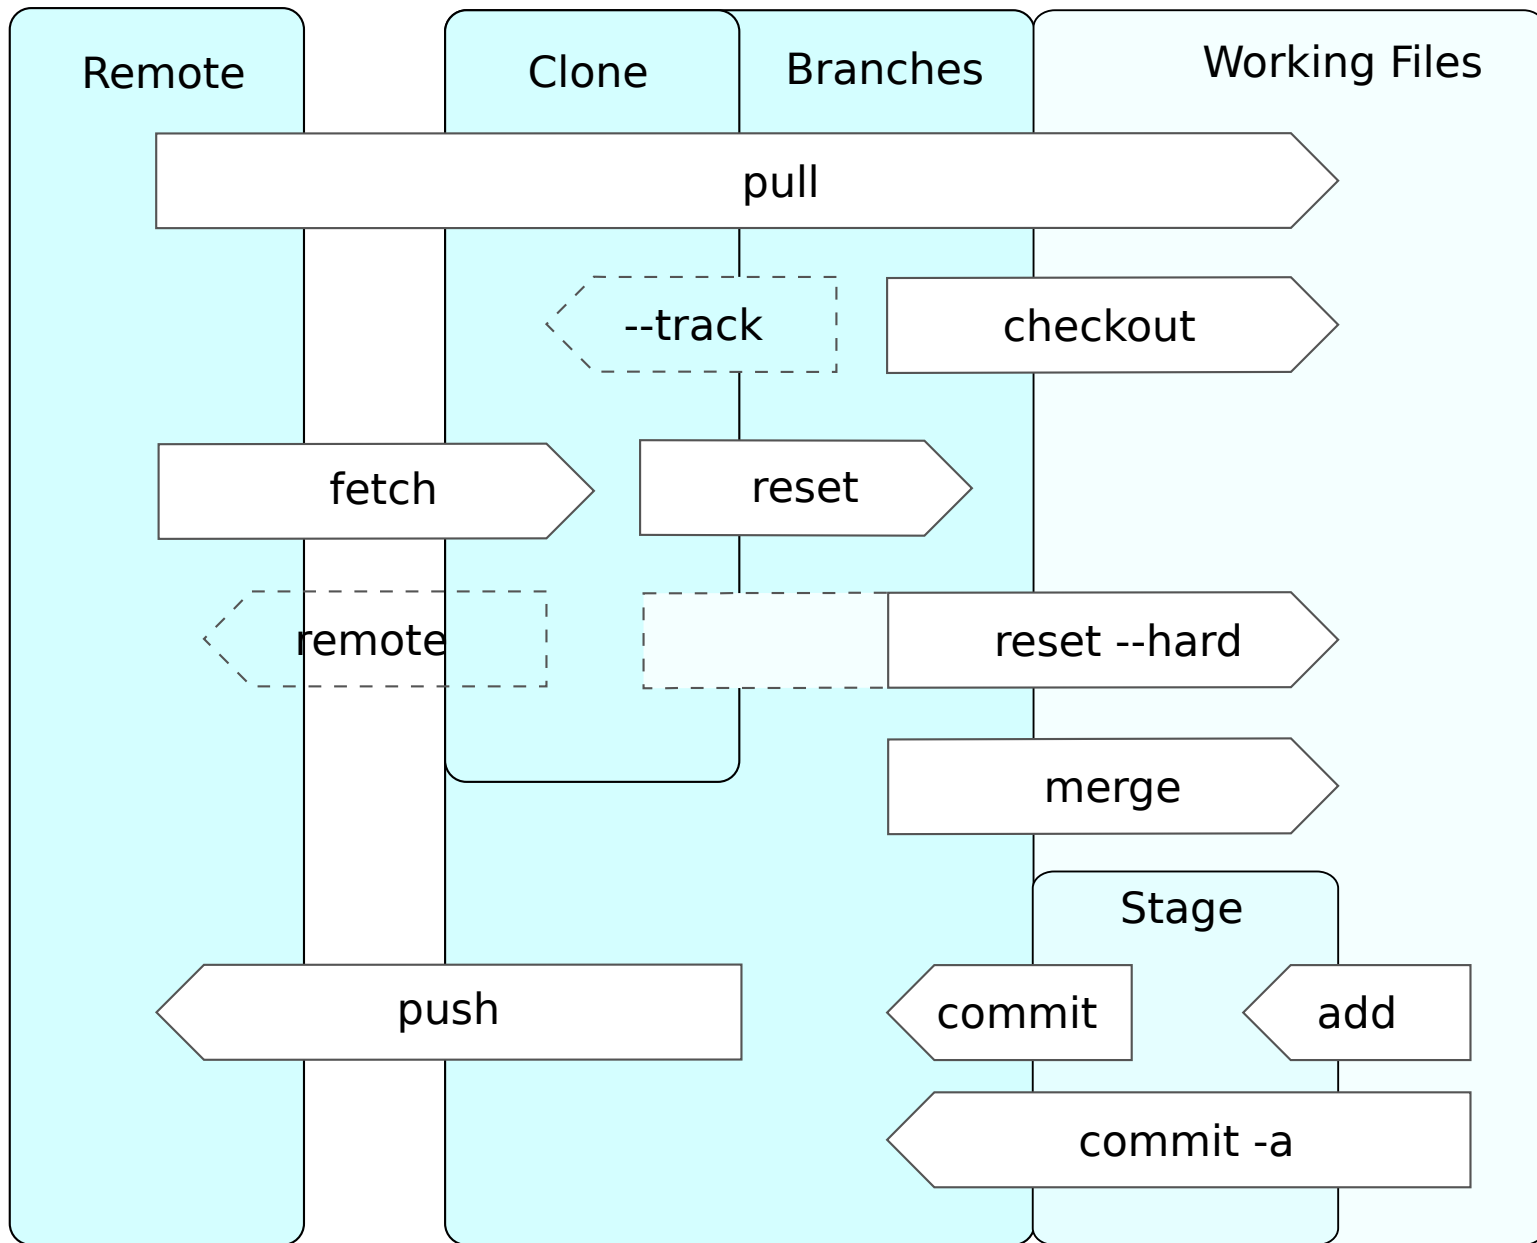 Remote
Clone
Branches
Working Files
pull
--track
checkout
fetch
reset
remote
reset --hard
merge
Stage
push
commit
add
commit -a